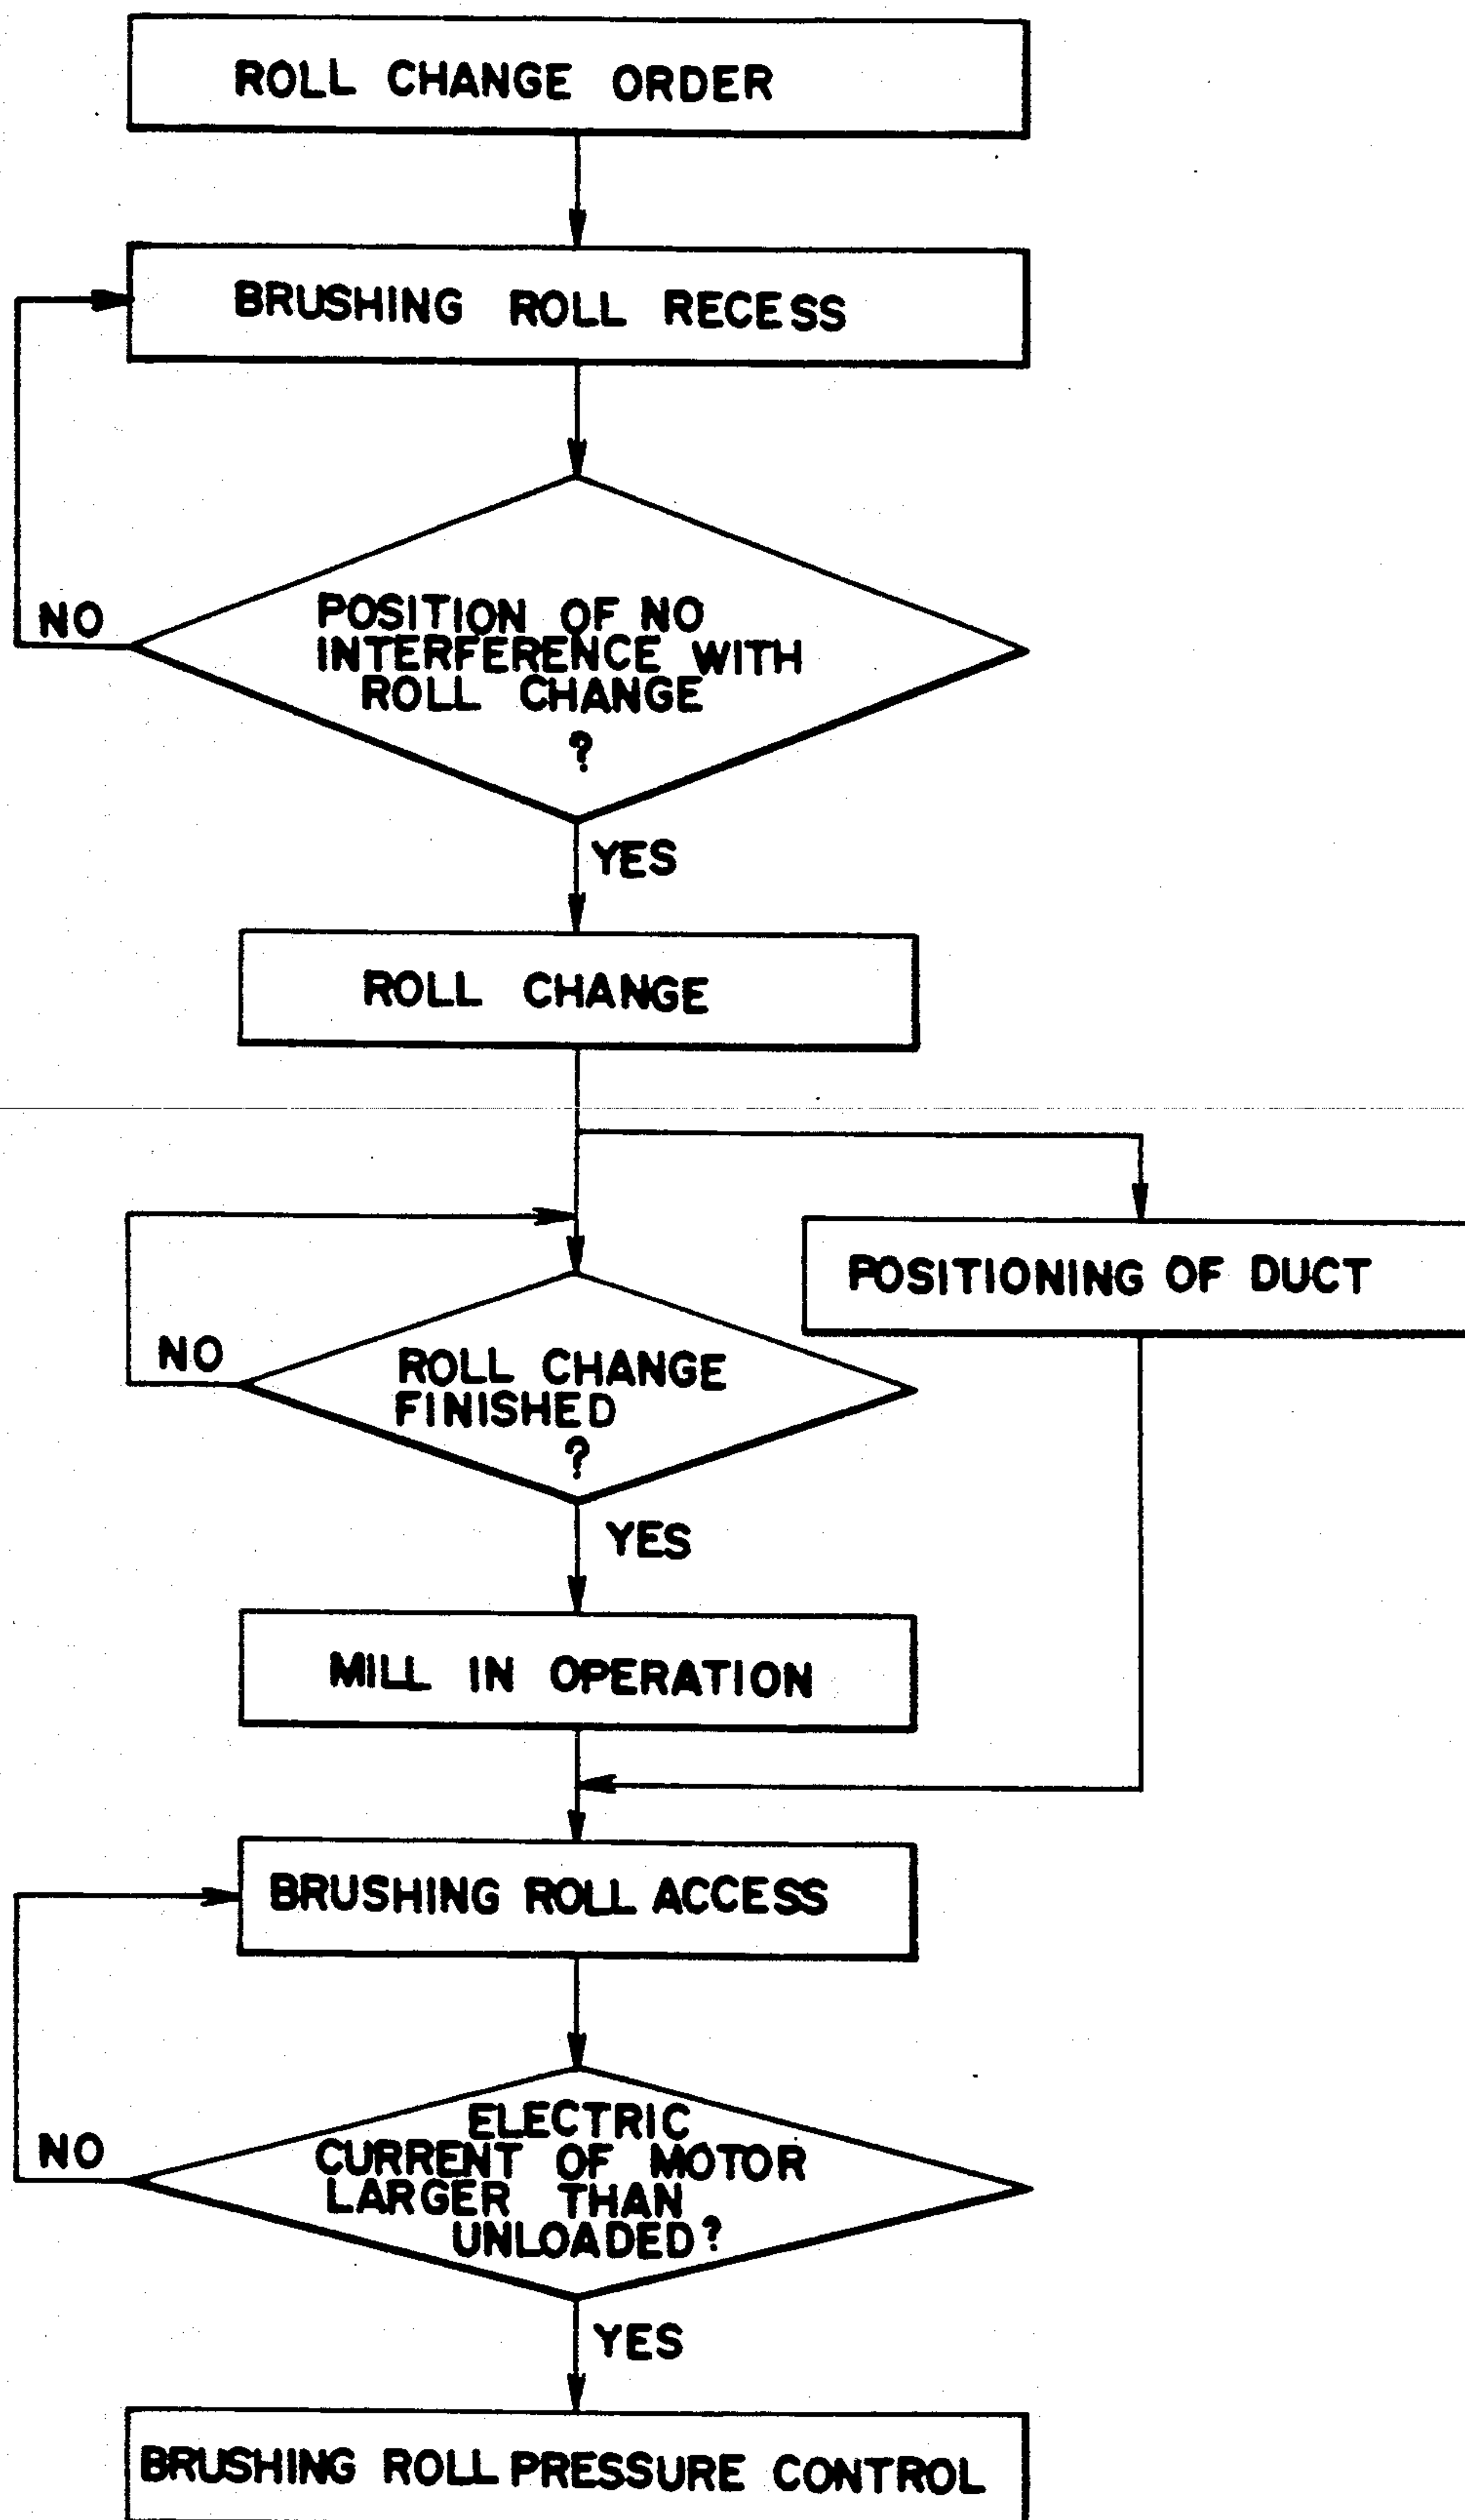 ROLL CHANGE ORDER
BRUSHING ROLL RECESS
POSITION OF NO
INTERFERENCE WITH
ROLL CHANGE
?
NO
YES
ROLL CHANGE
POSITIONING OF DUCT
NO
ROLL CHANGE
FINISHED
?
YES
MILL IN OPERATION
BRUSHING ROLL ACCESS
ELECTRIC
CURRENT OF MOTOR
LARGER THAN
UNLOADED?
NO
YES
BRUSHING ROLL PRESSURE CONTROL